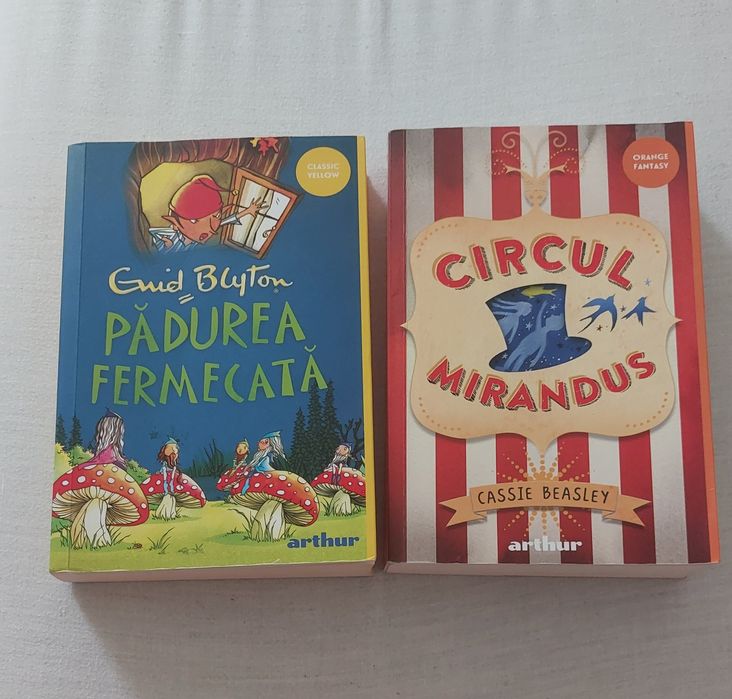 CLASSIC
YELLOW
Enid Blyton
PĂDUREA
FERMECATĂ
arthur
ORANGE
FANTASY
CIRCUL
MIRANDUS
CASSIE BEASLEY
arthur